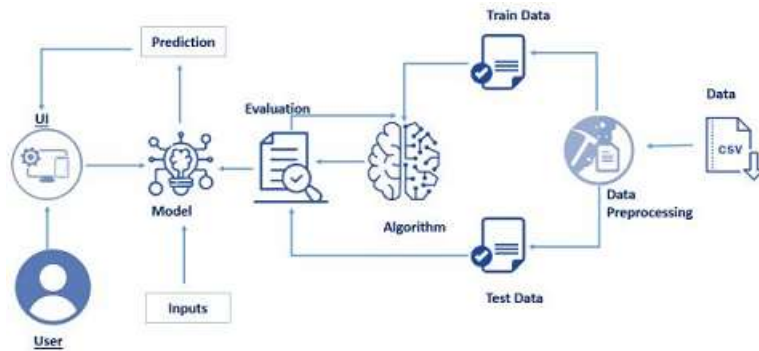 Train Data
Prediction
Data
UI
Evaluation
CSV
Model
Algorithm
Data
Preprocessing
Inputs
Test Data
User